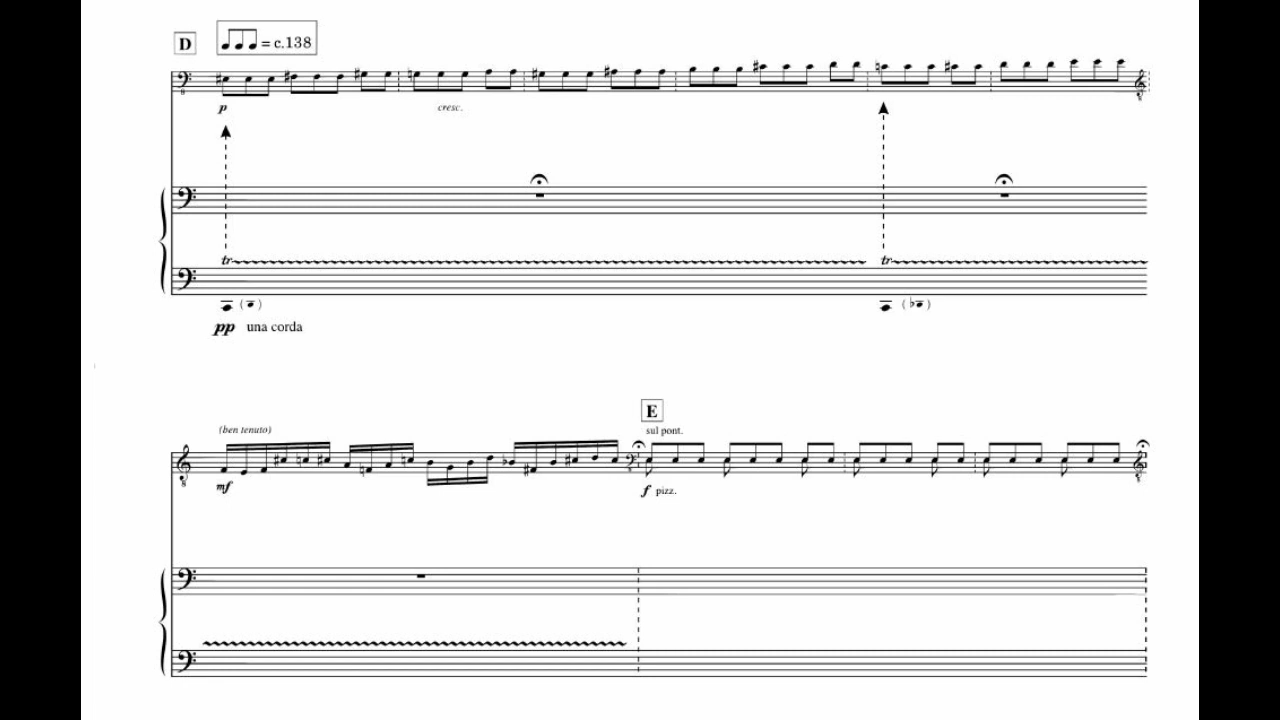 D
= c.138
p
cresc.
tr
tr
pp una corda
(ben tenuto)
mf
E
sul pont.
f pizz.